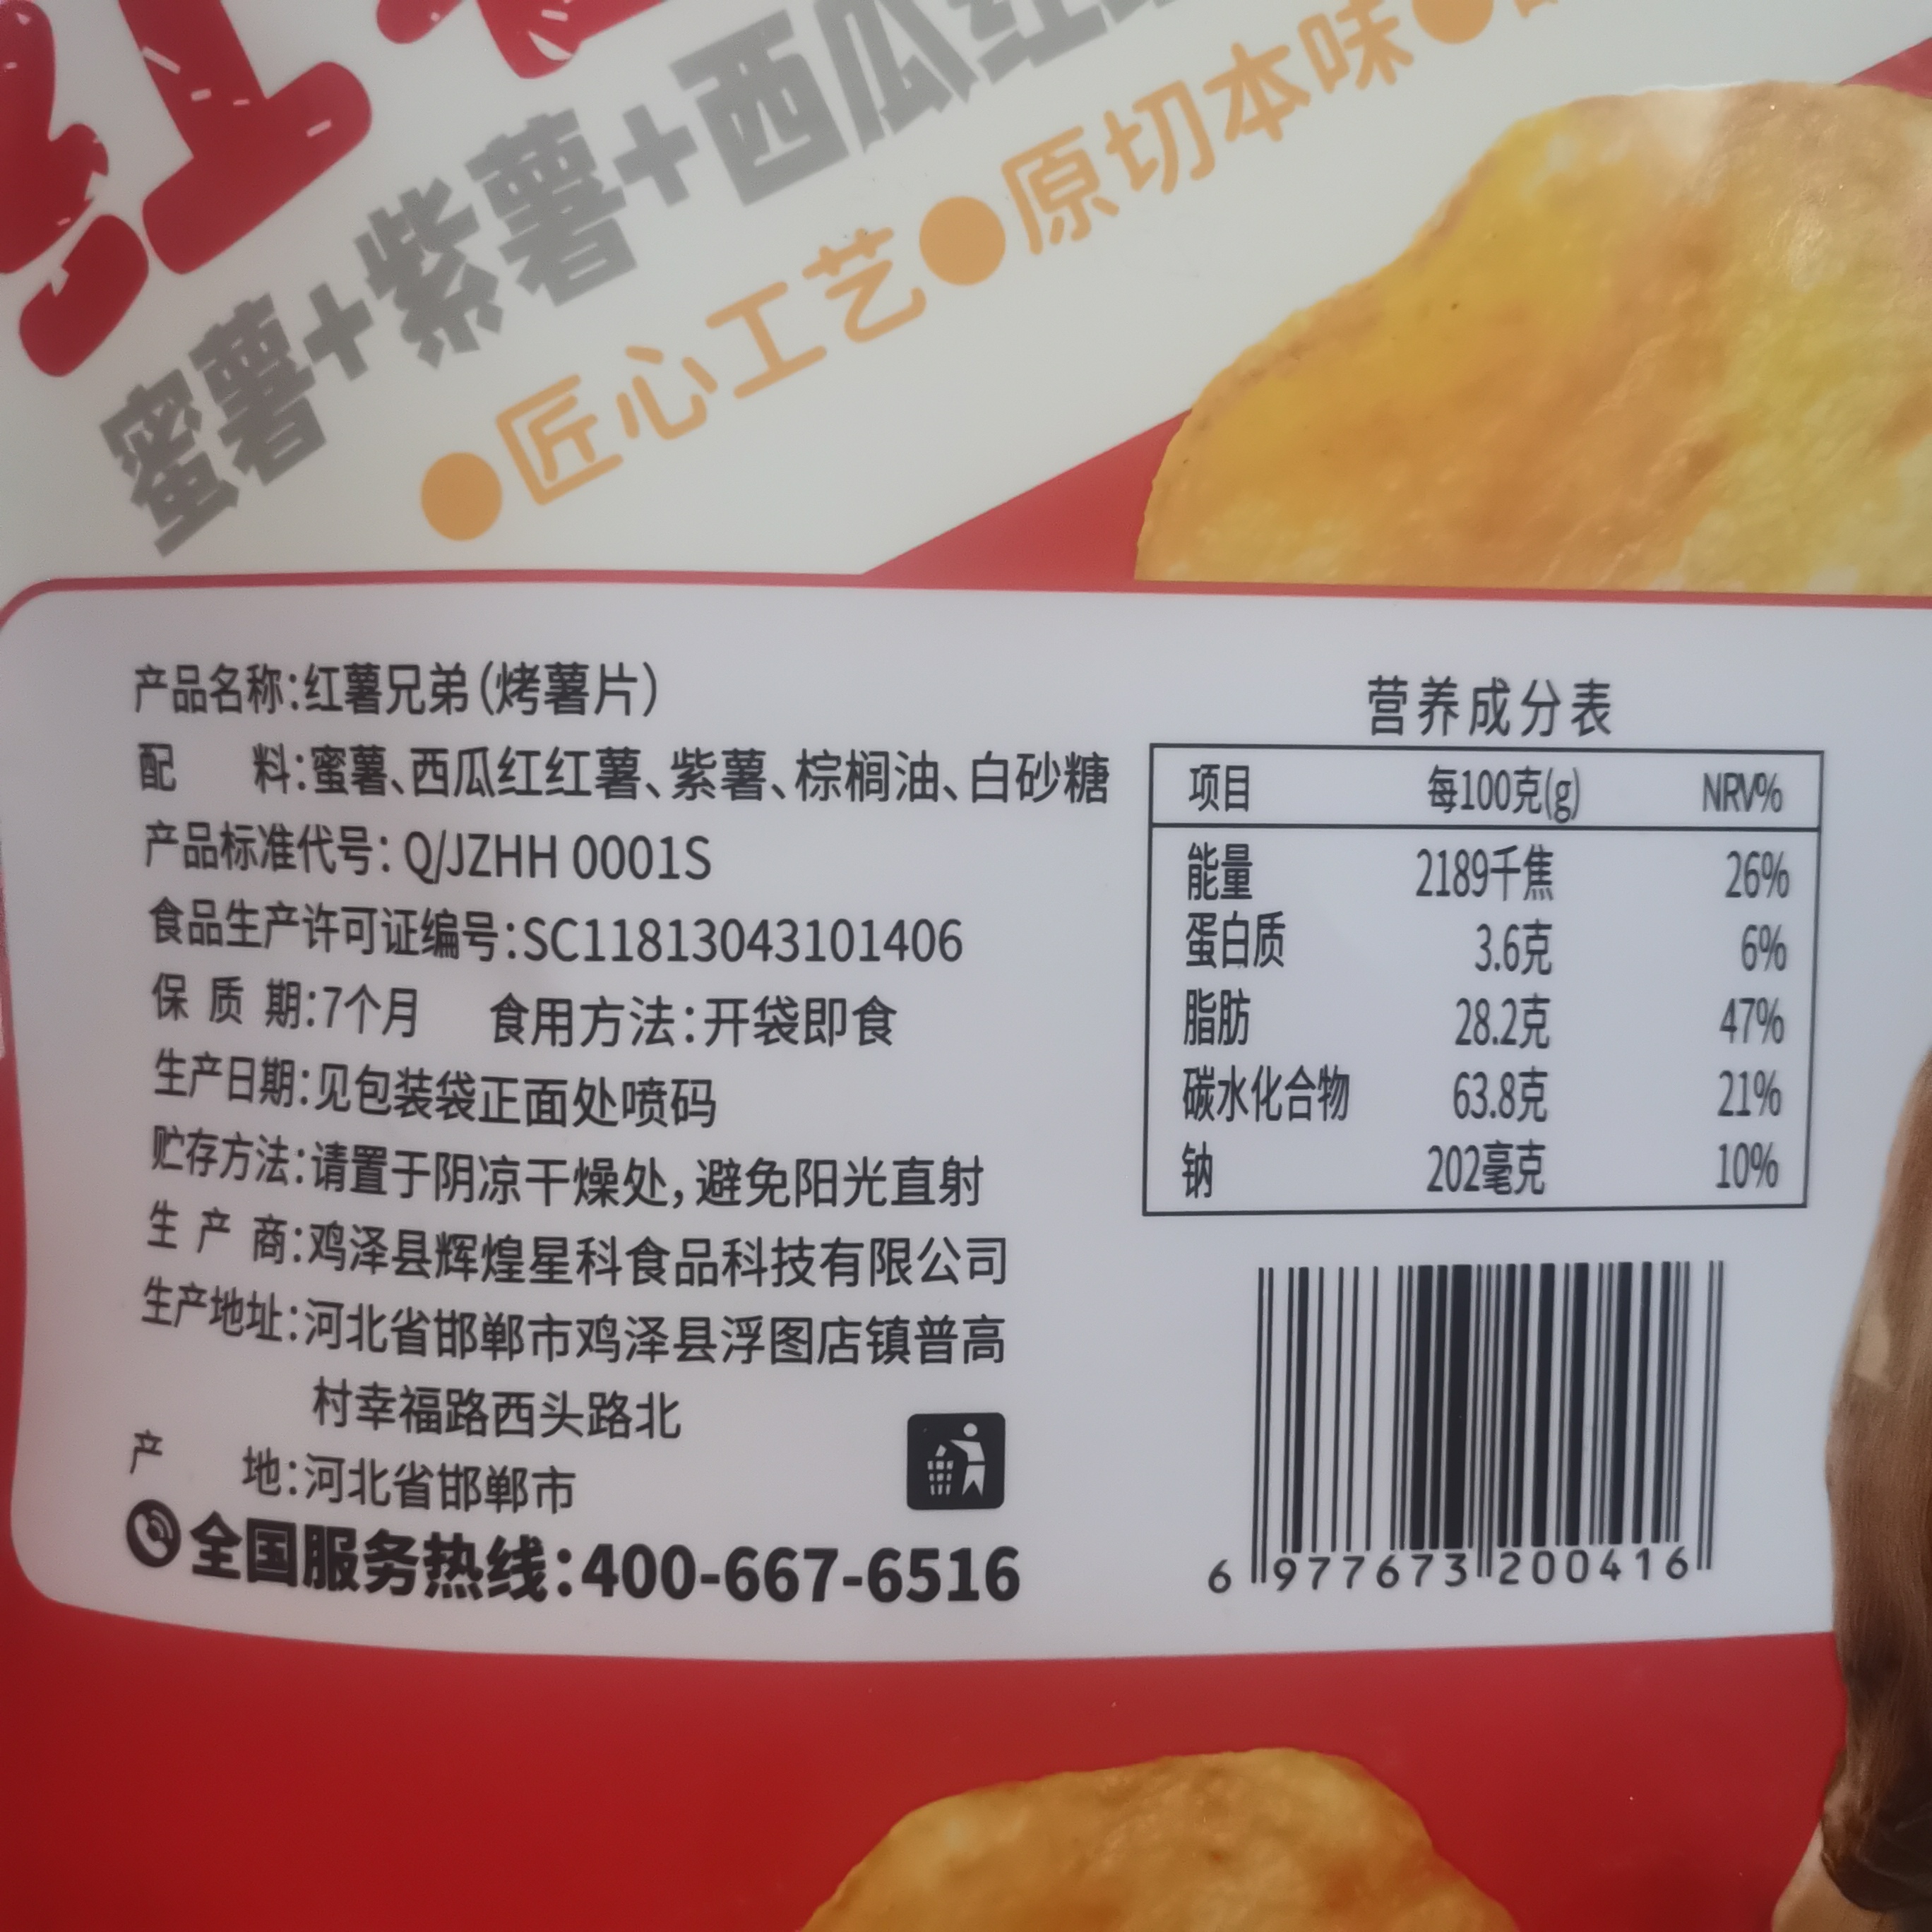 蜜薯+紫薯+西瓜红
●匠心工艺●原切本味●
产品名称:红薯兄弟(烤薯片)
配 料:蜜薯、西瓜红红薯、紫薯、棕榈油、白砂糖
产品标准代号: Q/JZHH 0001S
食品生产许可证编号:SC11813043101406
保 质 期:7个月 食用方法:开袋即食
生产日期:见包装袋正面处喷码
贮存方法:请置于阴凉干燥处,避免阳光直射
生 产 商:鸡泽县辉煌星科食品科技有限公司
生产地址:河北省邯郸市鸡泽县浮图店镇普高
村幸福路西头路北
产 地:河北省邯郸市
全国服务热线:400-667-6516
营养成分表
项目 每100克(g) NRV%
能量 2189千焦 26%
蛋白质 3.6克 6%
脂肪 28.2克 47%
碳水化合物 63.8克 21%
钠 202毫克 10%
6 977673 200416